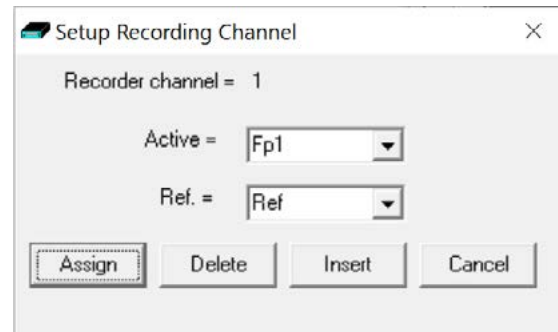 Setup Recording Channel
Recorder channel = 1
Active = Fp1
Ref. = Ref
Assign Delete Insert Cancel